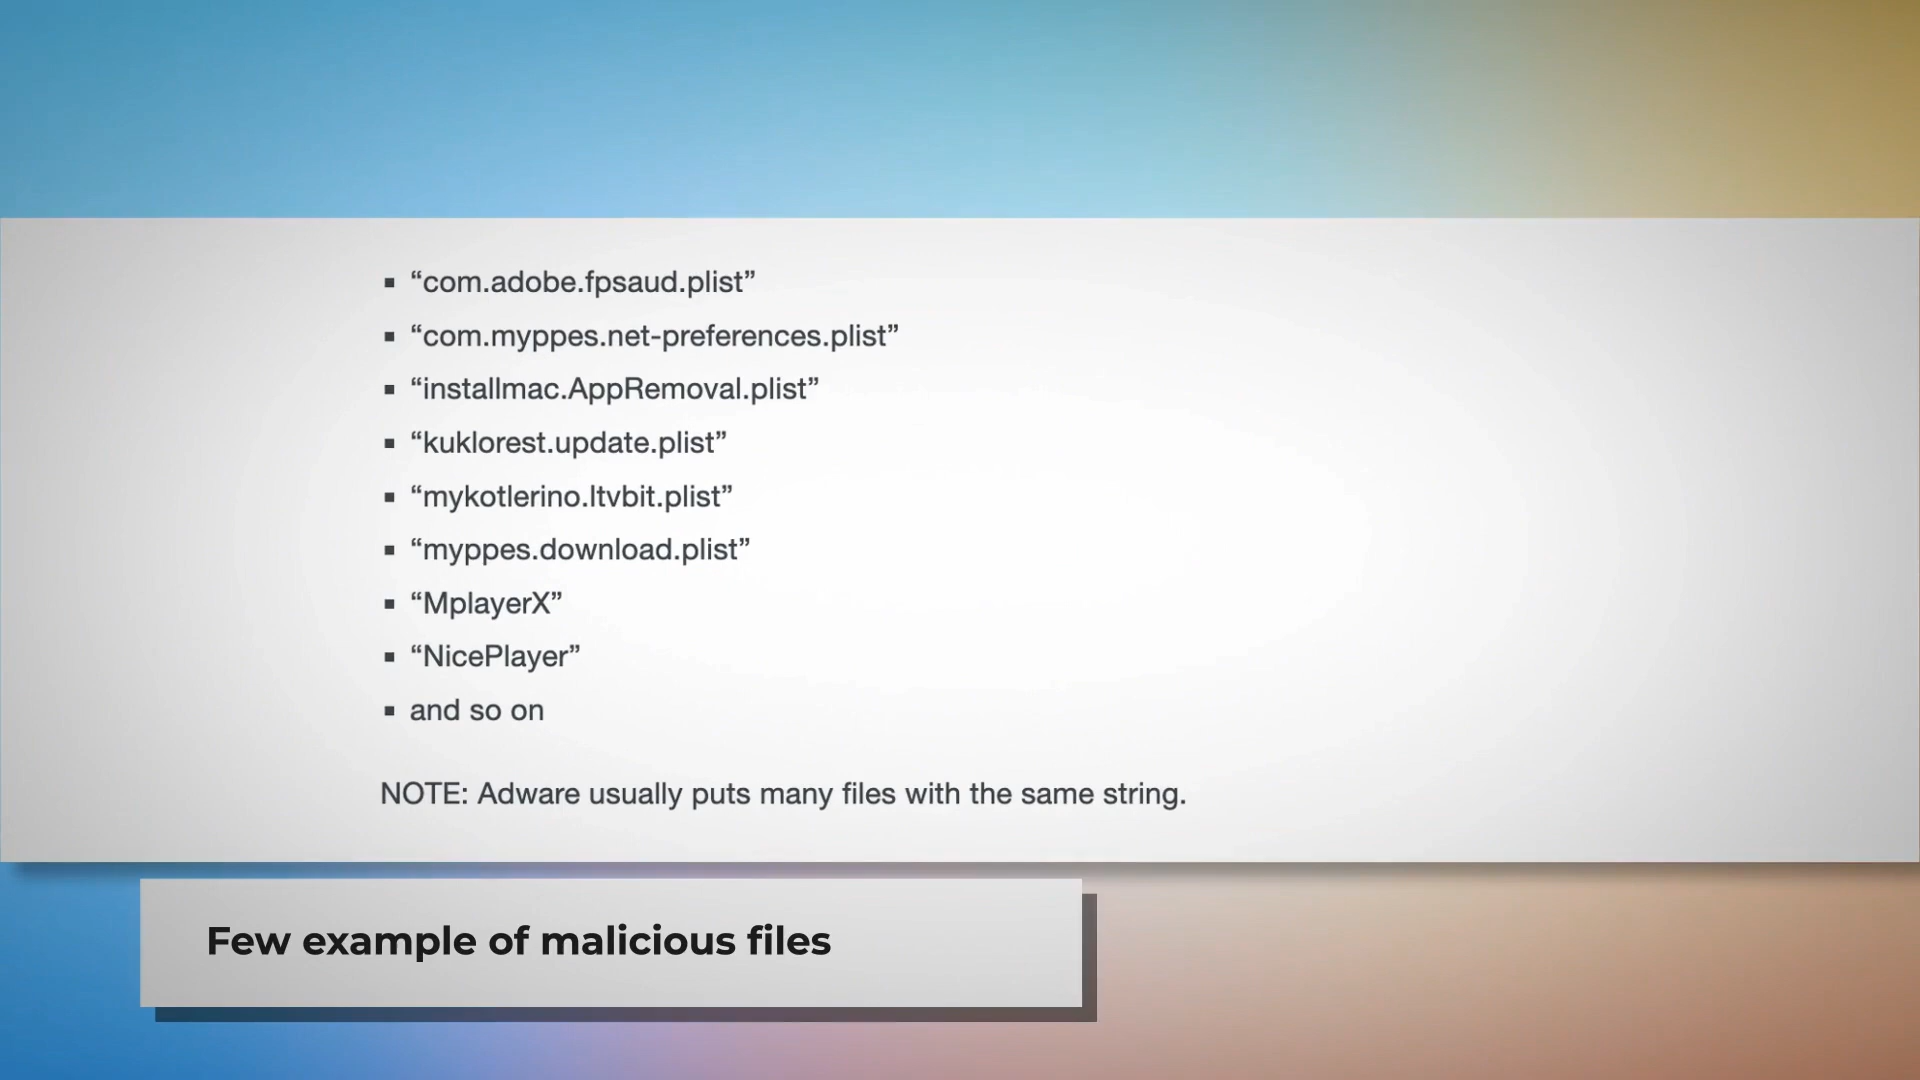 ▪ “com.adobe.fpsaud.plist”
▪ “com.myppes.net-preferences.plist”
▪ “installmac.AppRemoval.plist”
▪ “kuklorest.update.plist”
▪ “mykotlerino.ltvbit.plist”
▪ “myppes.download.plist”
▪ “MplayerX”
▪ “NicePlayer”
▪ and so on
NOTE: Adware usually puts many files with the same string.
Few example of malicious files